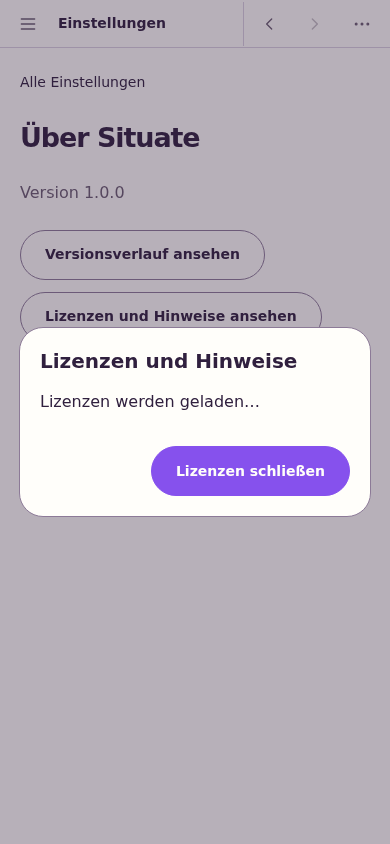 Einstellungen
Alle Einstellungen
Über Situate
Version 1.0.0
Versionsverlauf ansehen
Lizenzen und Hinweise ansehen
Lizenzen und Hinweise
Lizenzen werden geladen…
Lizenzen schließen